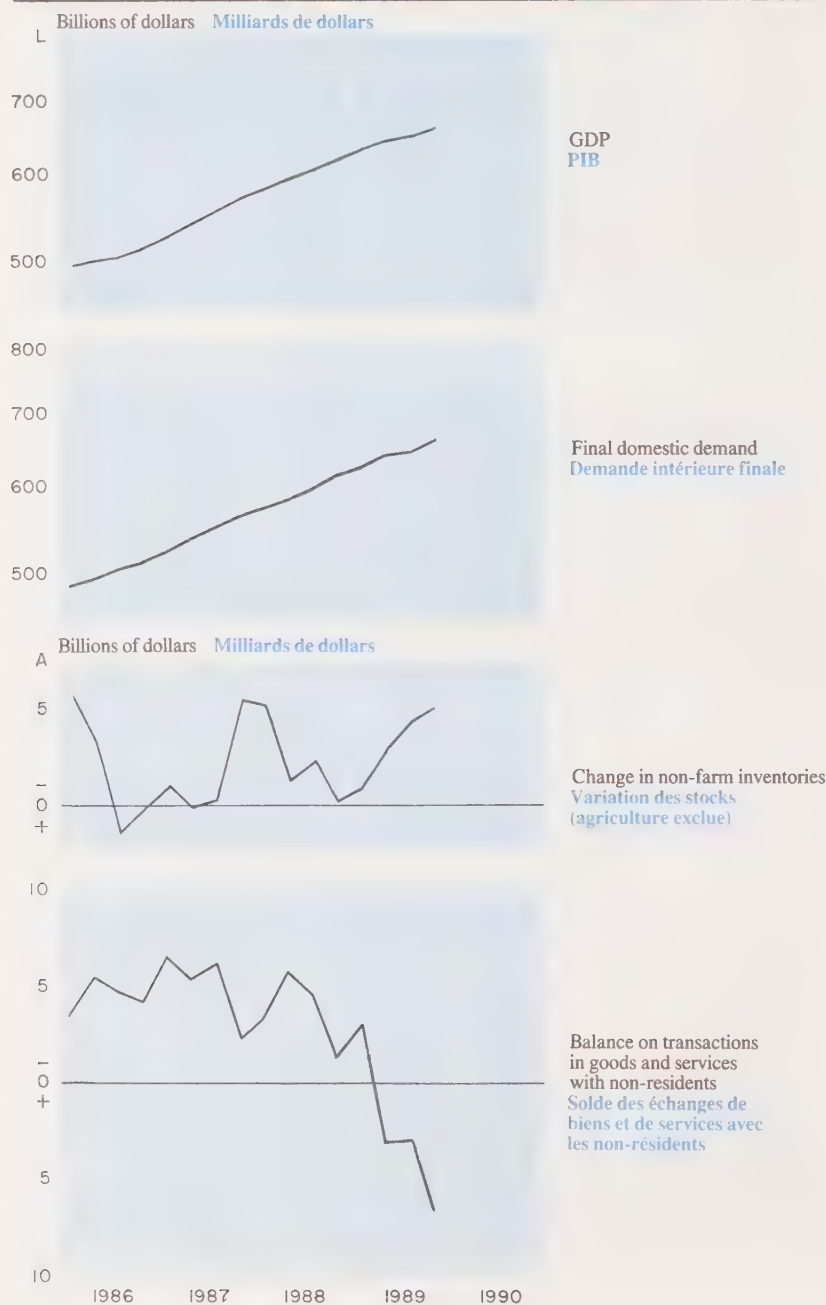 Billions of dollars Milliards de dollars
L
700
600
500
GDP
PIB
800
700
600
500
Final domestic demand
Demande intérieure finale
Billions of dollars Milliards de dollars
A
5
−
0
+
Change in non-farm inventories
Variation des stocks
(agriculture exclue)
10
5
−
0
+
5
10
Balance on transactions
in goods and services
with non-residents
Solde des échanges de
biens et de services avec
les non-résidents
1986 1987 1988 1989 1990